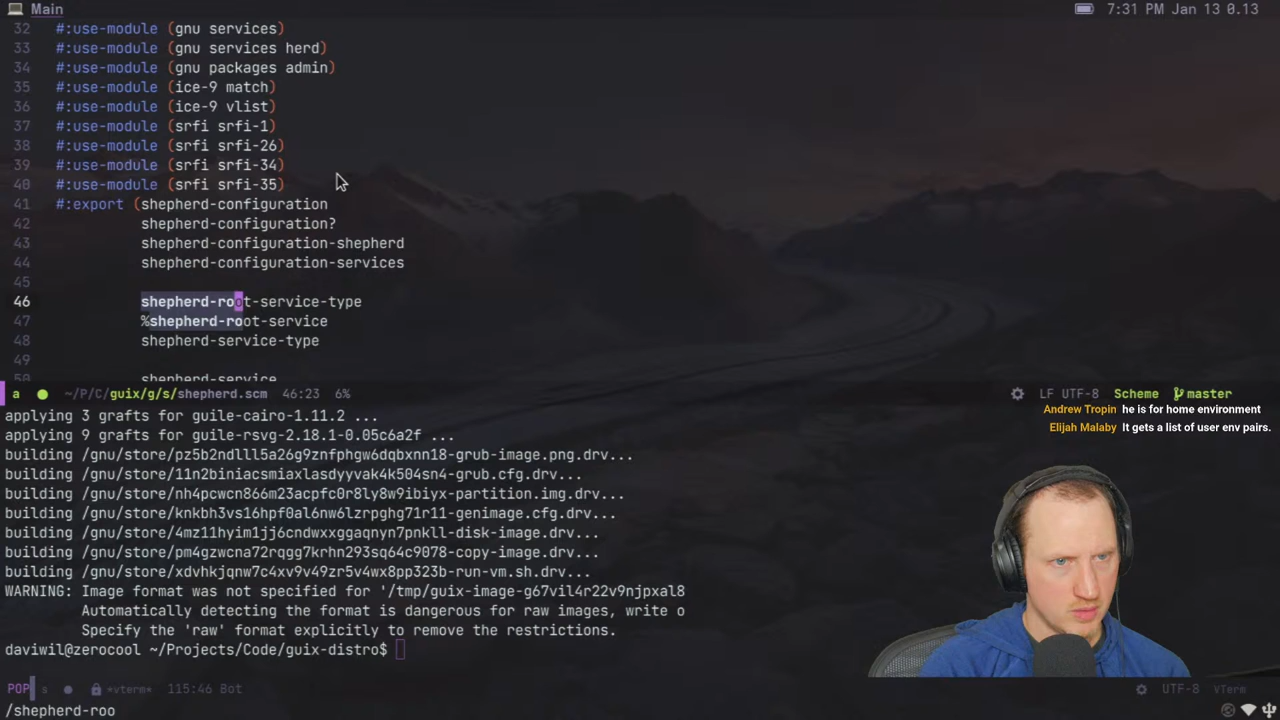 Main
7:31 PM Jan 13 0.13
32 #:use-module (gnu services)
33 #:use-module (gnu services herd)
34 #:use-module (gnu packages admin)
35 #:use-module (ice-9 match)
36 #:use-module (ice-9 vlist)
37 #:use-module (srfi srfi-1)
38 #:use-module (srfi srfi-26)
39 #:use-module (srfi srfi-34)
40 #:use-module (srfi srfi-35)
41 #:export (shepherd-configuration
42 shepherd-configuration?
43 shepherd-configuration-shepherd
44 shepherd-configuration-services
45
46 shepherd-root-service-type
47 %shepherd-root-service
48 shepherd-service-type
49
50 shepherd-service
a ~/P/C/guix/g/s/shepherd.scm 46:23 6% LF UTF-8 Scheme master
applying 3 grafts for guile-cairo-1.11.2 ...
applying 9 grafts for guile-rsvg-2.18.1-0.05c6a2f ...
building /gnu/store/pz5b2ndlll5a26g9znfphgw6dqbxnn18-grub-image.png.drv...
building /gnu/store/11n2biniacsmiaxlasdyyvak4k504sn4-grub.cfg.drv...
building /gnu/store/nh4pcwcn866m23acpfc0r8ly8w9ibiyx-partition.img.drv...
building /gnu/store/knkbh3vs16hpf0al6nw6lzrpghg71r11-genimage.cfg.drv...
building /gnu/store/4mz11hyim1jj6cndwxxggaqnyn7pnkll-disk-image.drv...
building /gnu/store/pm4gzwcna72rqgg7krhn293sq64c9078-copy-image.drv...
building /gnu/store/xdvhkjqnw7c4xv9v49zr5v4wx8pp323b-run-vm.sh.drv...
WARNING: Image format was not specified for '/tmp/guix-image-g67vil4r22v9njpxal8
Automatically detecting the format is dangerous for raw images, write o
Specify the 'raw' format explicitly to remove the restrictions.
daviwil@zerocool ~/Projects/Code/guix-distro$
Andrew Tropin he is for home environment
Elijah Malaby It gets a list of user env pairs.
POP s *vterm* 115:46 Bot UTF-8 VTerm
/shepherd-roo